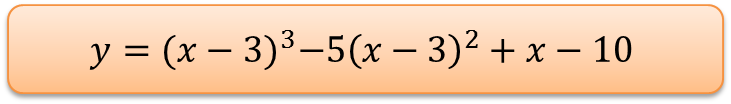 y = (x − 3)³−5(x − 3)² + x − 10